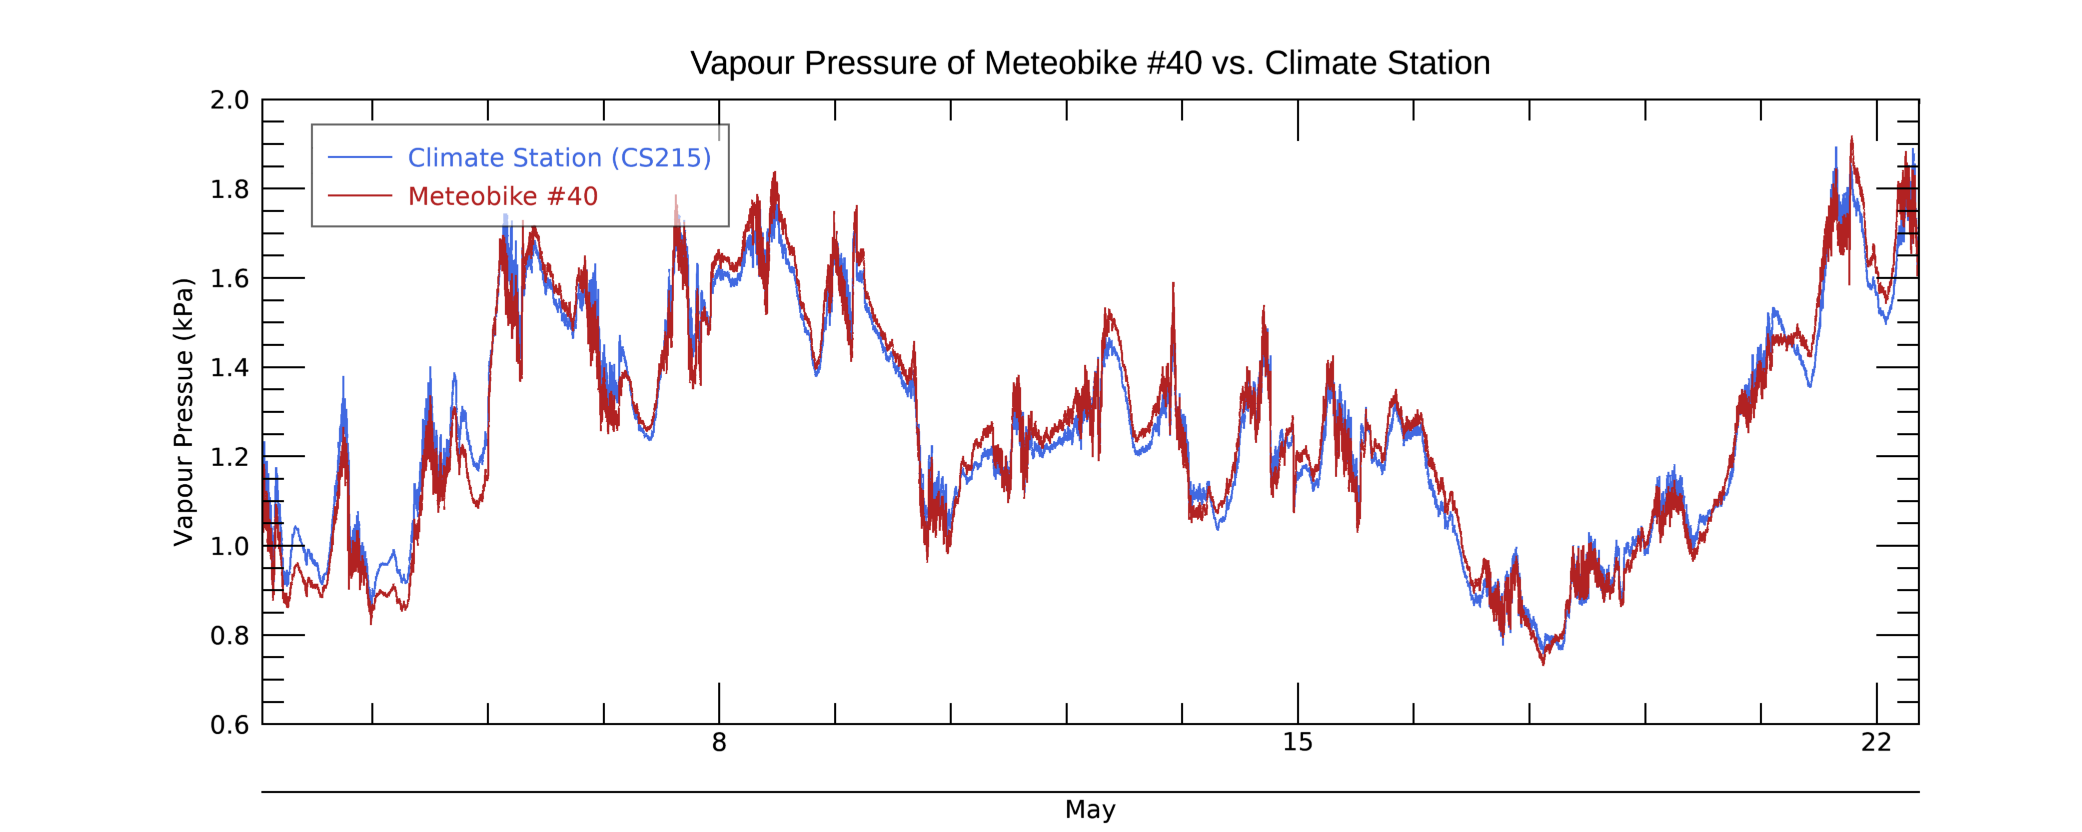 Vapour Pressure of Meteobike #40 vs. Climate Station
2.0
1.8
1.6
1.4
1.2
1.0
0.8
0.6
Vapour Pressue (kPa)
Climate Station (CS215)
Meteobike #40
8
15
22
May